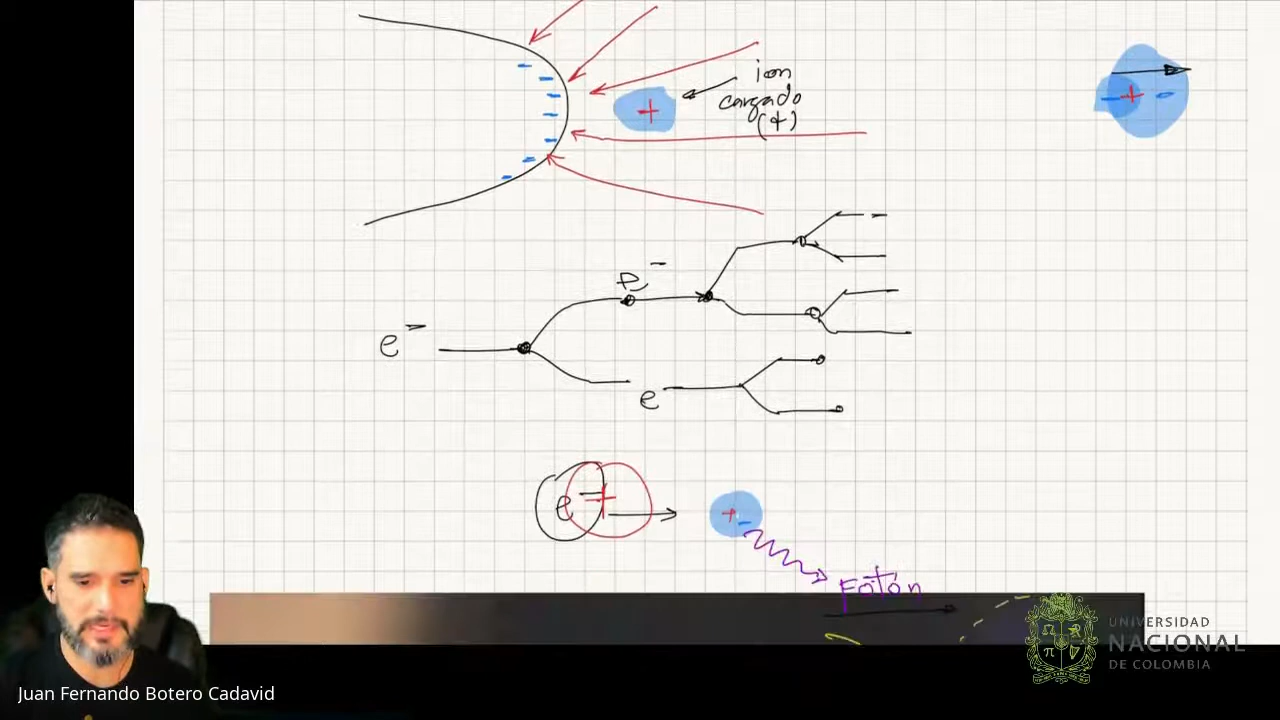 ion
cargado
(+)
+
+
e-
e-
e
e-
+
+
Fotón
UNIVERSIDAD
NACIONAL
DE COLOMBIA
Juan Fernando Botero Cadavid